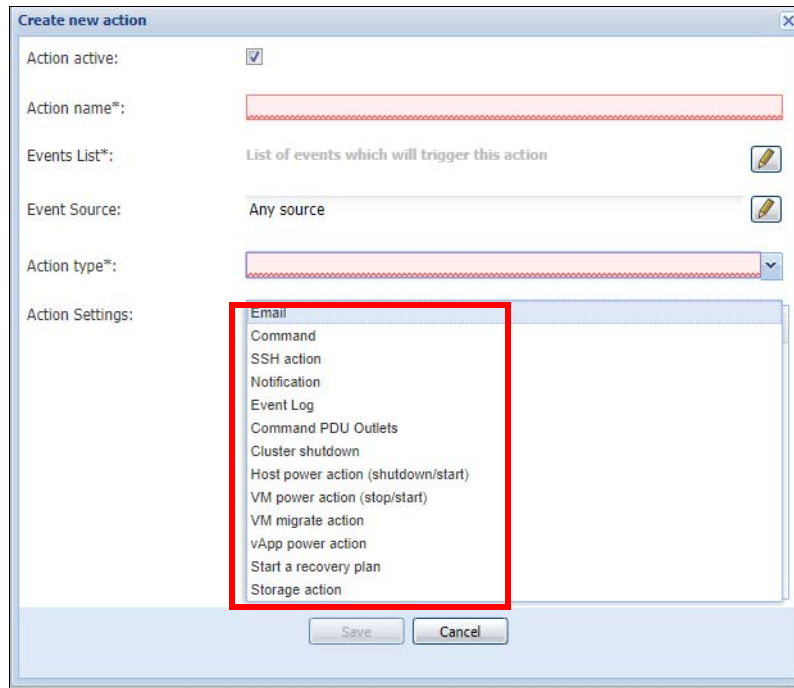 Create new action
Action active:
Action name*:
Events List*: List of events which will trigger this action
Event Source: Any source
Action type*:
Action Settings:
Email
Command
SSH action
Notification
Event Log
Command PDU Outlets
Cluster shutdown
Host power action (shutdown/start)
VM power action (stop/start)
VM migrate action
vApp power action
Start a recovery plan
Storage action
Save Cancel